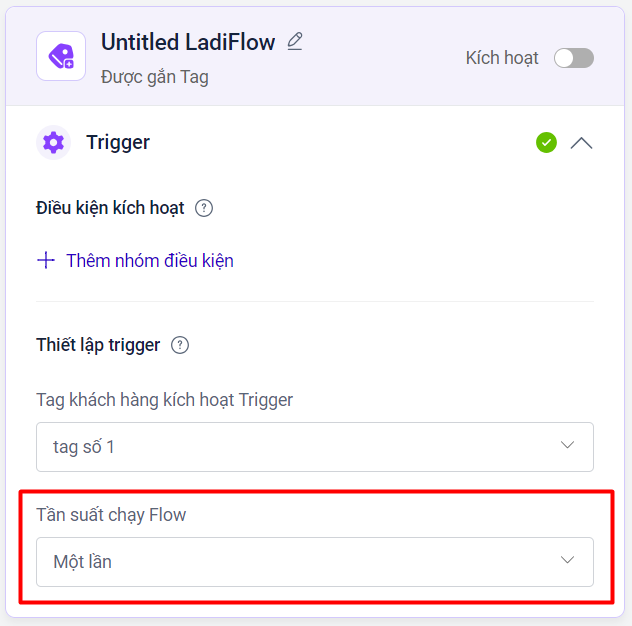 Untitled LadiFlow
Được gắn Tag
Kích hoạt
Trigger
Điều kiện kích hoạt ?
+ Thêm nhóm điều kiện
Thiết lập trigger ?
Tag khách hàng kích hoạt Trigger
tag số 1
Tần suất chạy Flow
Một lần